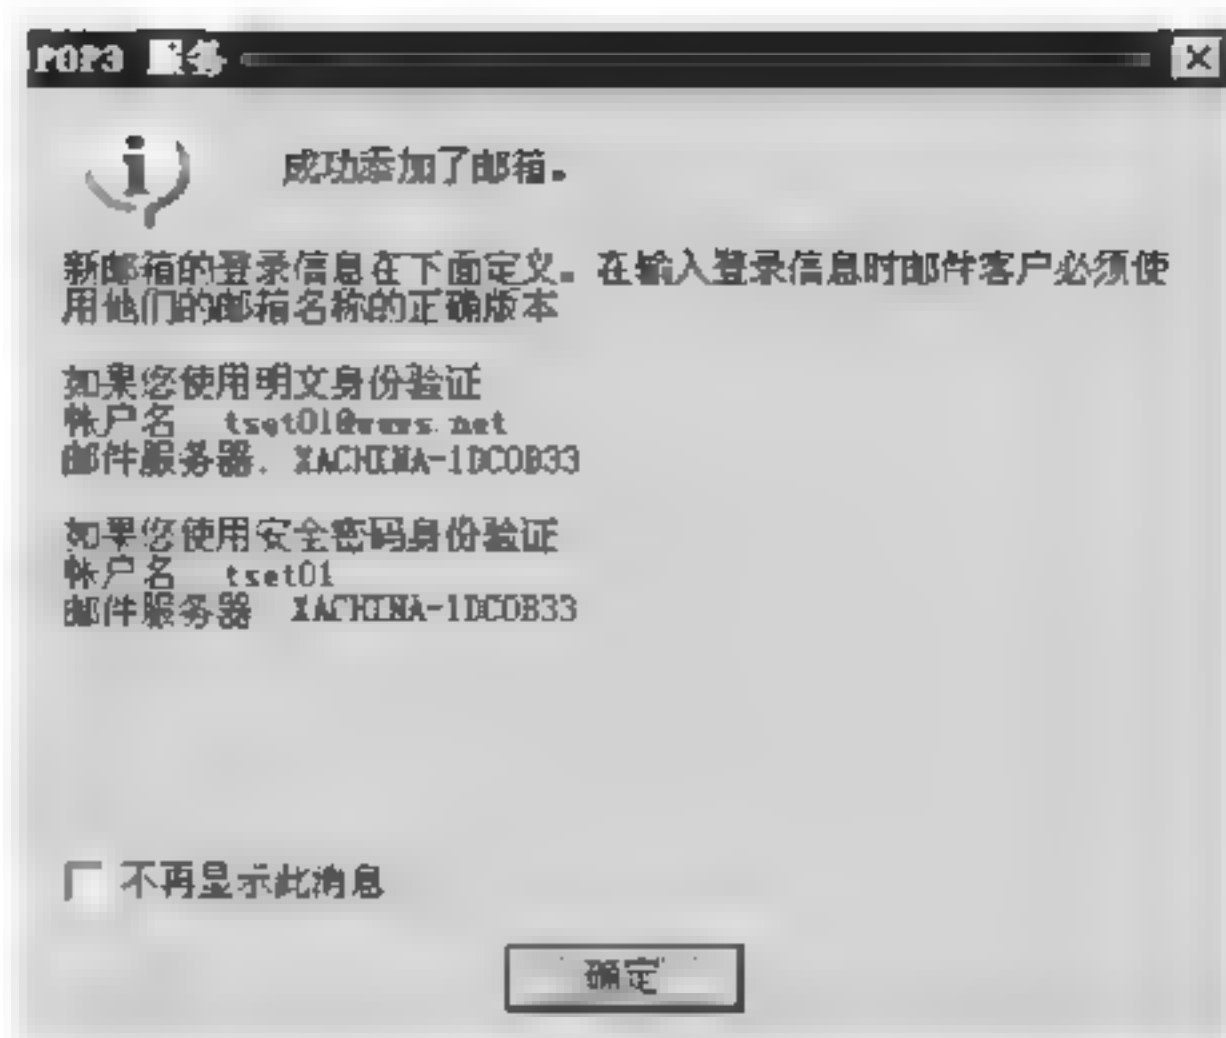 POP3 服务
成功添加了邮箱。
新邮箱的登录信息在下面定义。在输入登录信息时邮件客户必须使
用他们的邮箱名称的正确版本
如果您使用明文身份验证
帐户名 
邮件服务器.
如果您使用安全密码身份验证
帐户名 tset01
邮件服务器
不再显示此消息
确定